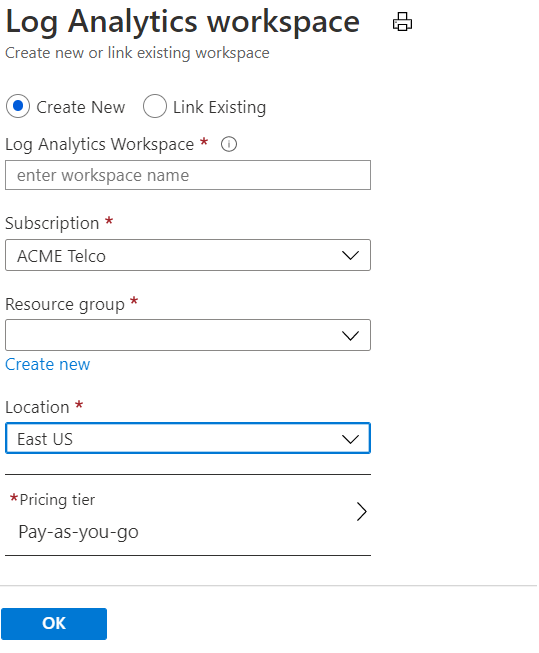 Log Analytics workspace
Create new or link existing workspace
Create New Link Existing
Log Analytics Workspace *
enter workspace name
Subscription *
ACME Telco
Resource group *
Create new
Location *
East US
*Pricing tier
Pay-as-you-go
OK